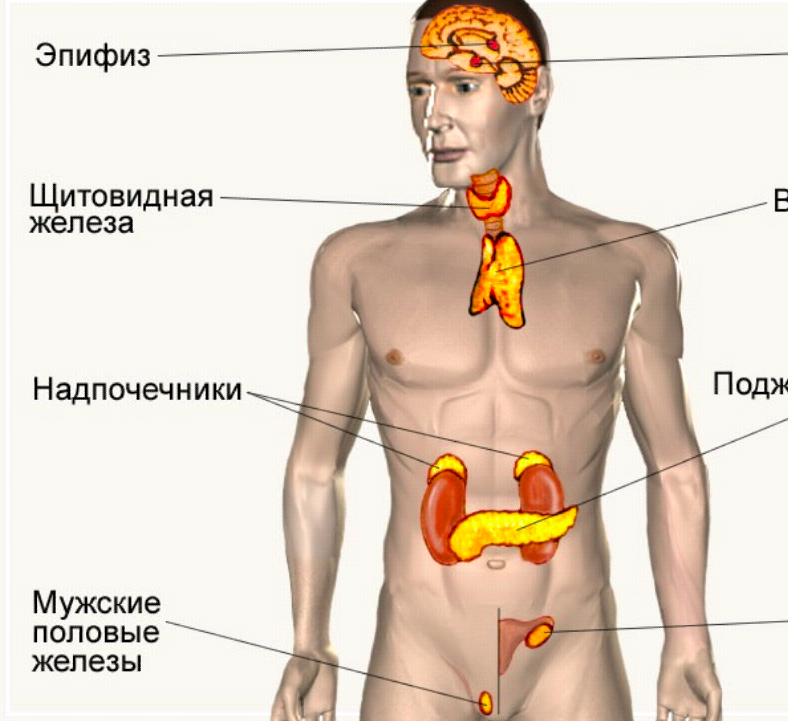 Эпифиз
Щитовидная
железа
В
Надпочечники
Подж
Мужские
половые
железы